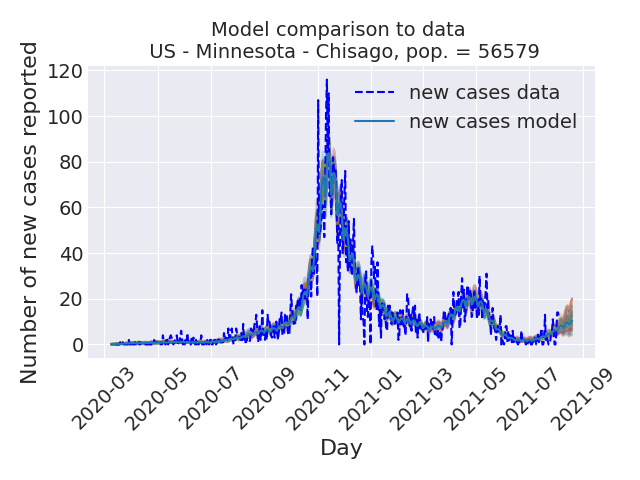 Model comparison to data
US - Minnesota - Chisago, pop. = 56579
Number of new cases reported
120
100
80
60
40
20
0
new cases data
new cases model
2020-03
2020-05
2020-07
2020-09
2020-11
2021-01
2021-03
2021-05
2021-07
2021-09
Day